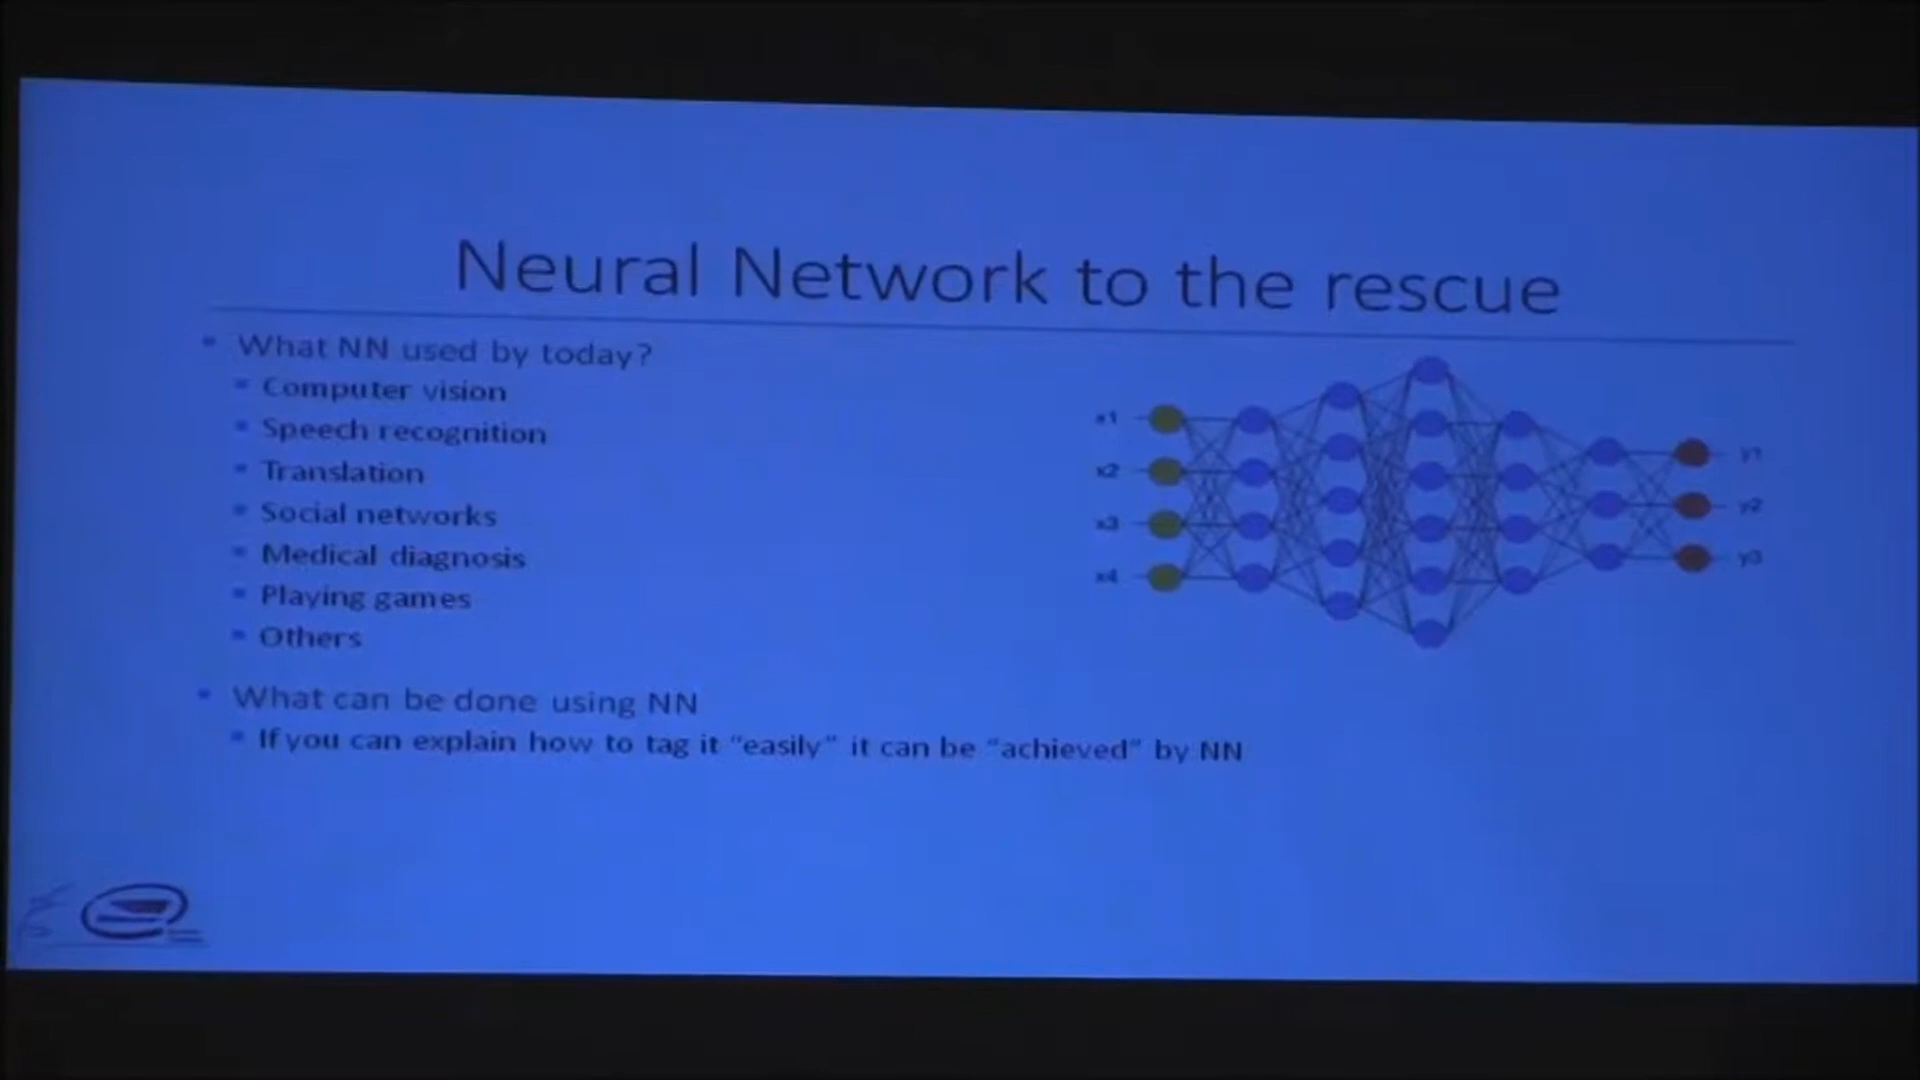 Neural Network to the rescue
What NN used by today?
Computer vision
Speech recognition
Translation
Social networks
Medical diagnosis
Playing games
Others
What can be done using NN
If you can explain how to tag it “easily” it can be “achieved” by NN
x1
x2
x3
x4
y1
y2
y3